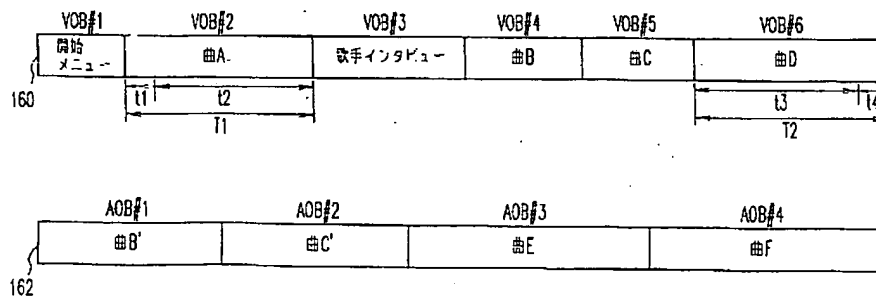 VOB#1 VOB#2 VOB#3 VOB#4 VOB#5 VOB#6
開始
メニュー 曲A 歌手インタビュー 曲B 曲C 曲D
160 t1 t2 t3 t4
T1 T2
AOB#1 AOB#2 AOB#3 AOB#4
曲B' 曲C' 曲E 曲F
162